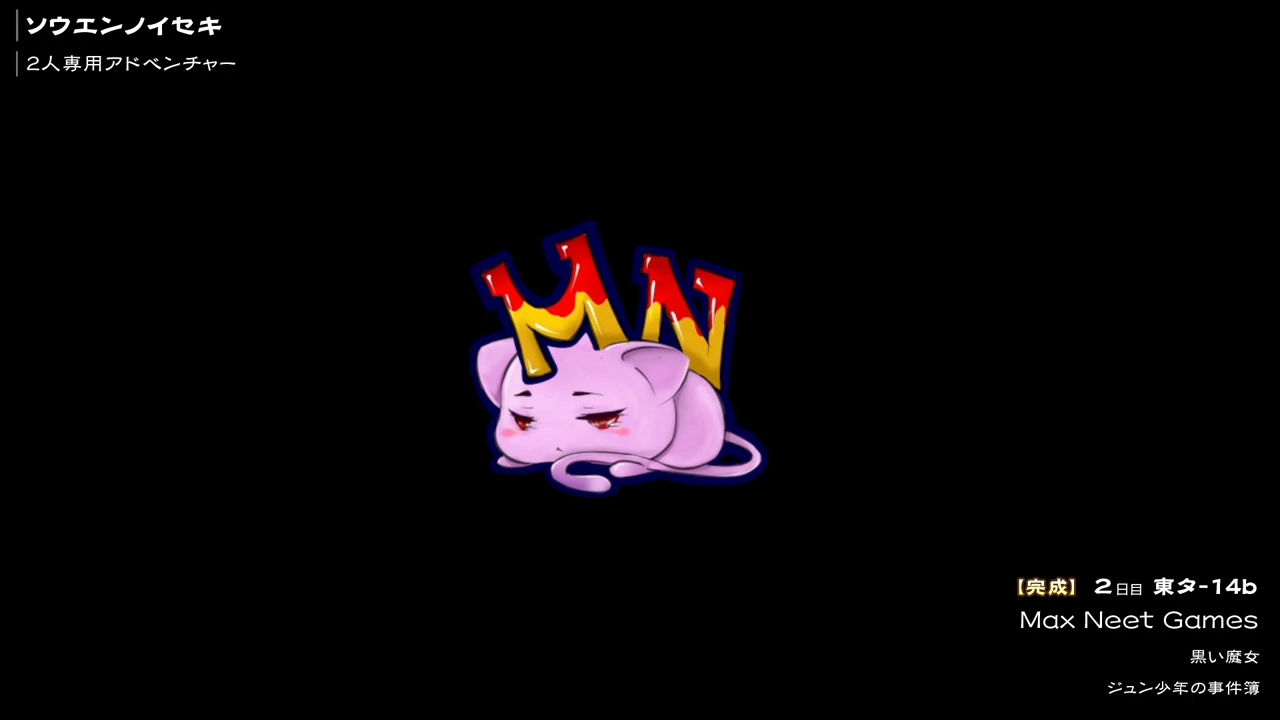 ソウエンノイセキ
2人専用アドベンチャー
MN
【完成】 2日目 東タ-14b
Max Neet Games
黒い魔女
ジュン少年の事件簿